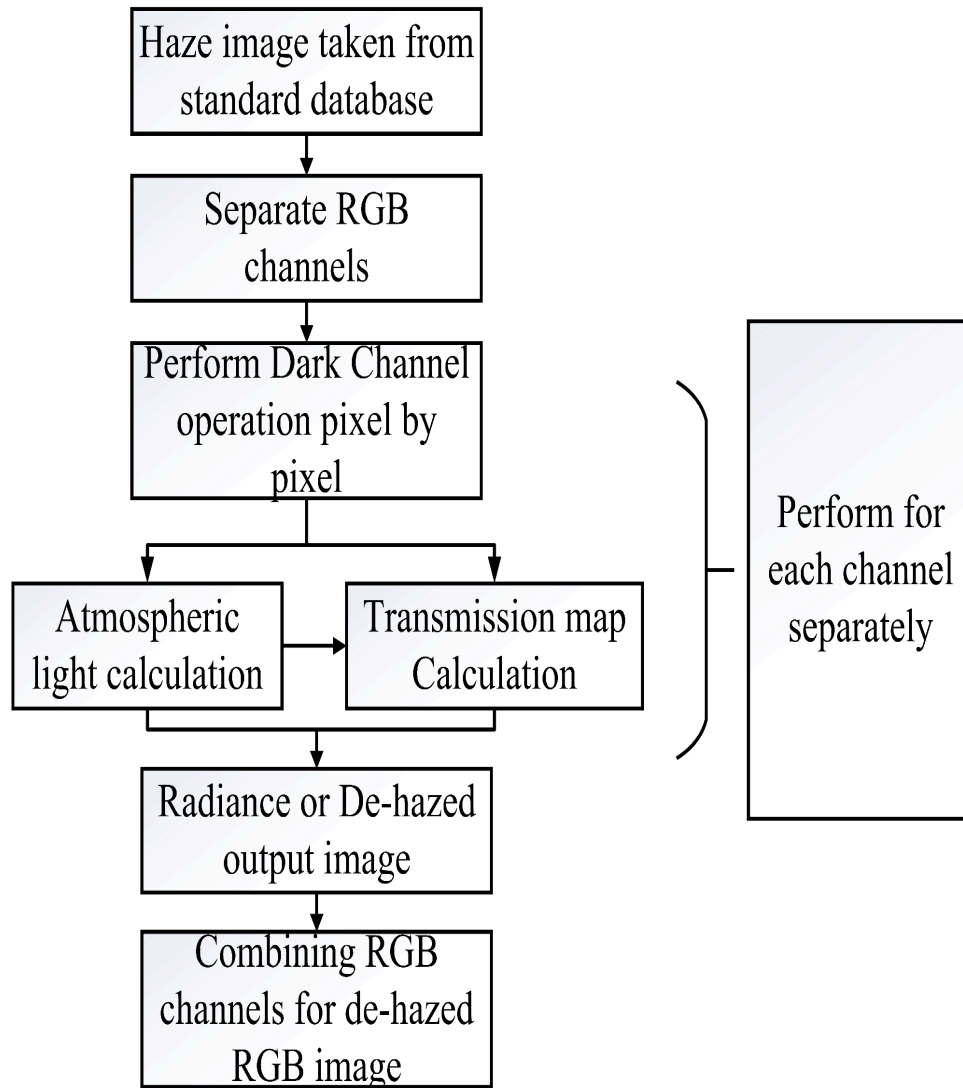 Haze image taken from
standard database
Separate RGB
channels
Perform Dark Channel
operation pixel by
pixel
Atmospheric
light calculation
Transmission map
Calculation
Perform for
each channel
separately
Radiance or De-hazed
output image
Combining RGB
channels for de-hazed
RGB image